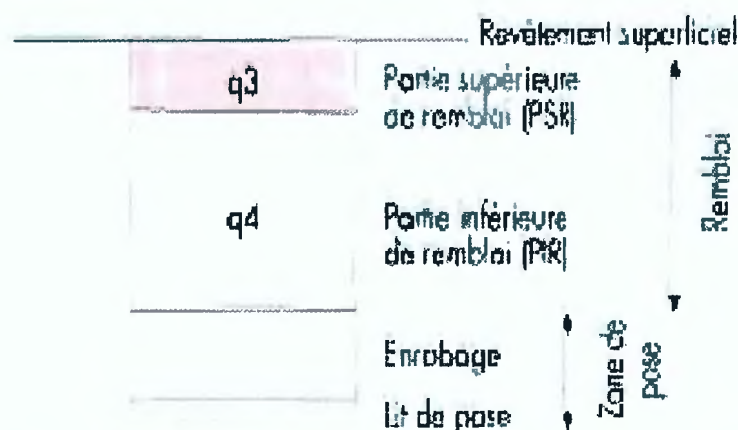 Revêtement superficiel
q3
Partie supérieure
de remblai (PSR)
Remblai
q4
Partie inférieure
de remblai (PIR)
Enrobage
Zone de
pose
Lit de pose